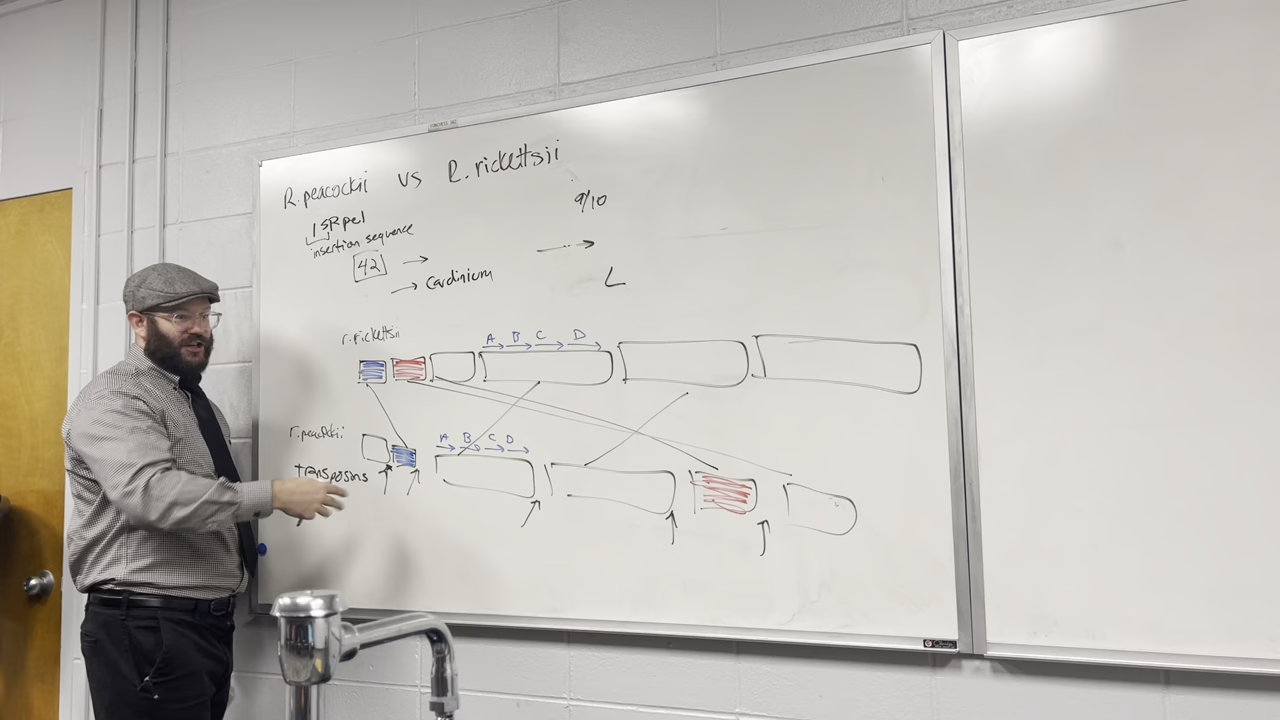 R.peacockii vs R.rickettsii
ISRpe1
insertion sequence
42 →
→ Cardinium
9/10
L
r.rickettsii
A B C D
r.peacockii
A B C D
transposons